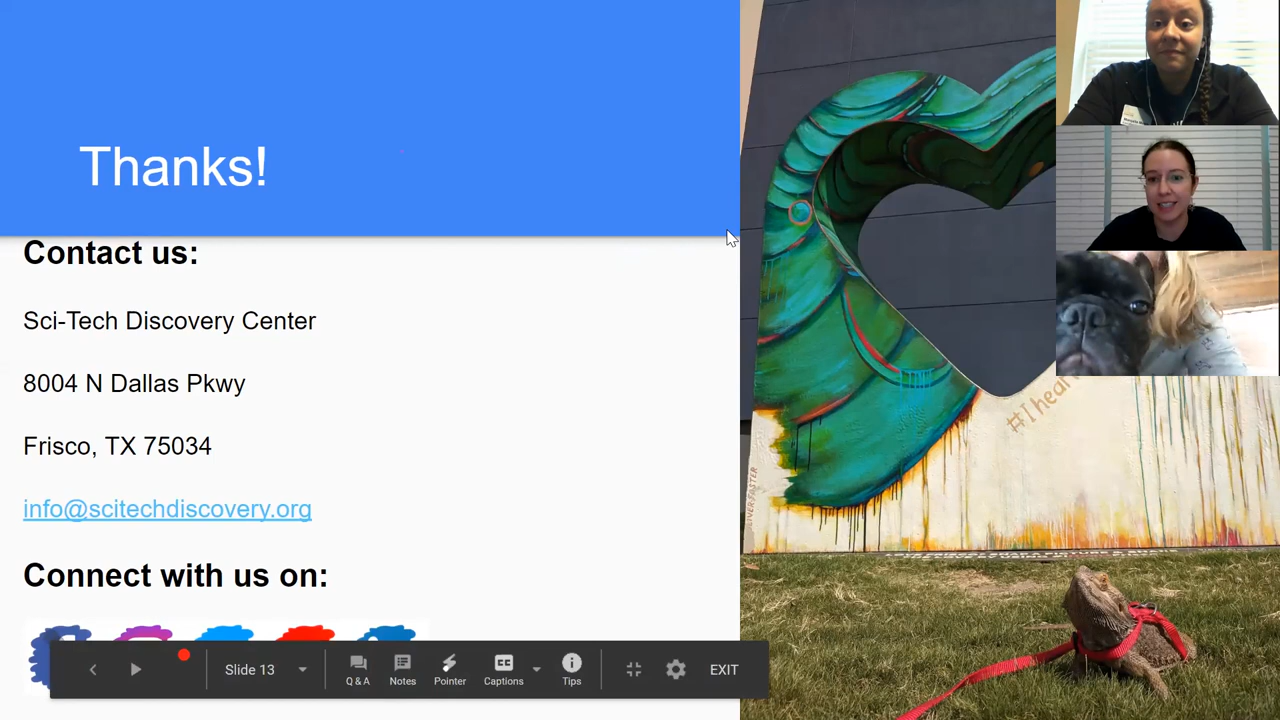 Thanks!
Contact us:
Sci-Tech Discovery Center
8004 N Dallas Pkwy
Frisco, TX 75034
info@scitechdiscovery.org
Connect with us on:
Slide 13
Q & A
Notes
Pointer
CC
Captions
Tips
EXIT